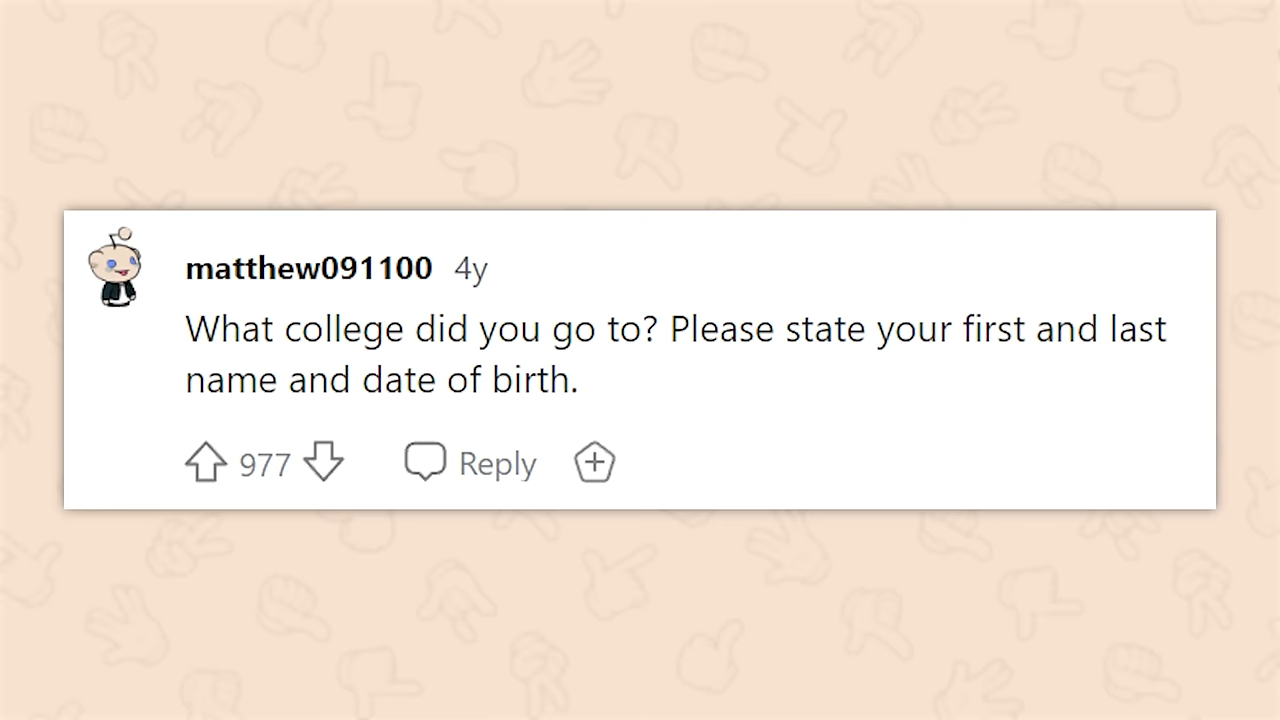 matthew091100 4y
What college did you go to? Please state your first and last
name and date of birth.
977 Reply